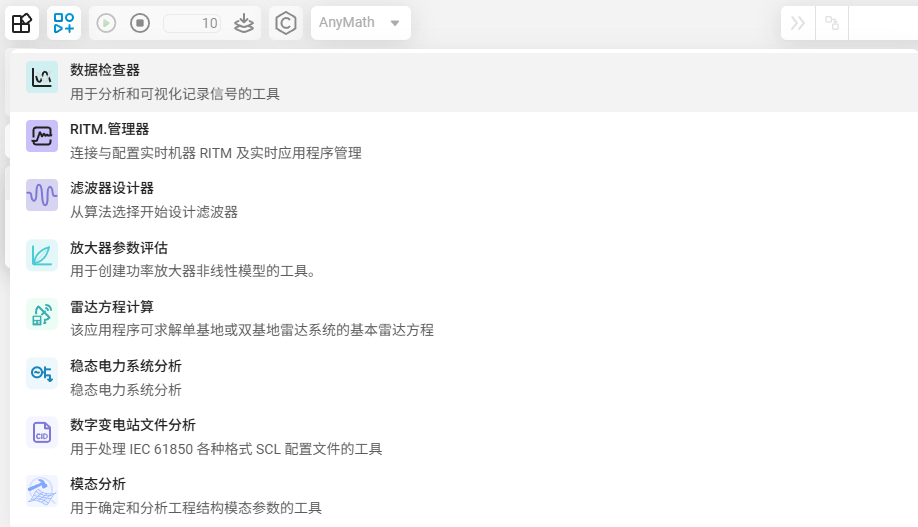 10
AnyMath
数据检查器
用于分析和可视化记录信号的工具
RITM.管理器
连接与配置实时机器 RITM 及实时应用程序管理
滤波器设计器
从算法选择开始设计滤波器
放大器参数评估
用于创建功率放大器非线性模型的工具。
雷达方程计算
该应用程序可求解单基地或双基地雷达系统的基本雷达方程
稳态电力系统分析
稳态电力系统分析
数字变电站文件分析
CID
用于处理 IEC 61850 各种格式 SCL 配置文件的工具
模态分析
用于确定和分析工程结构模态参数的工具